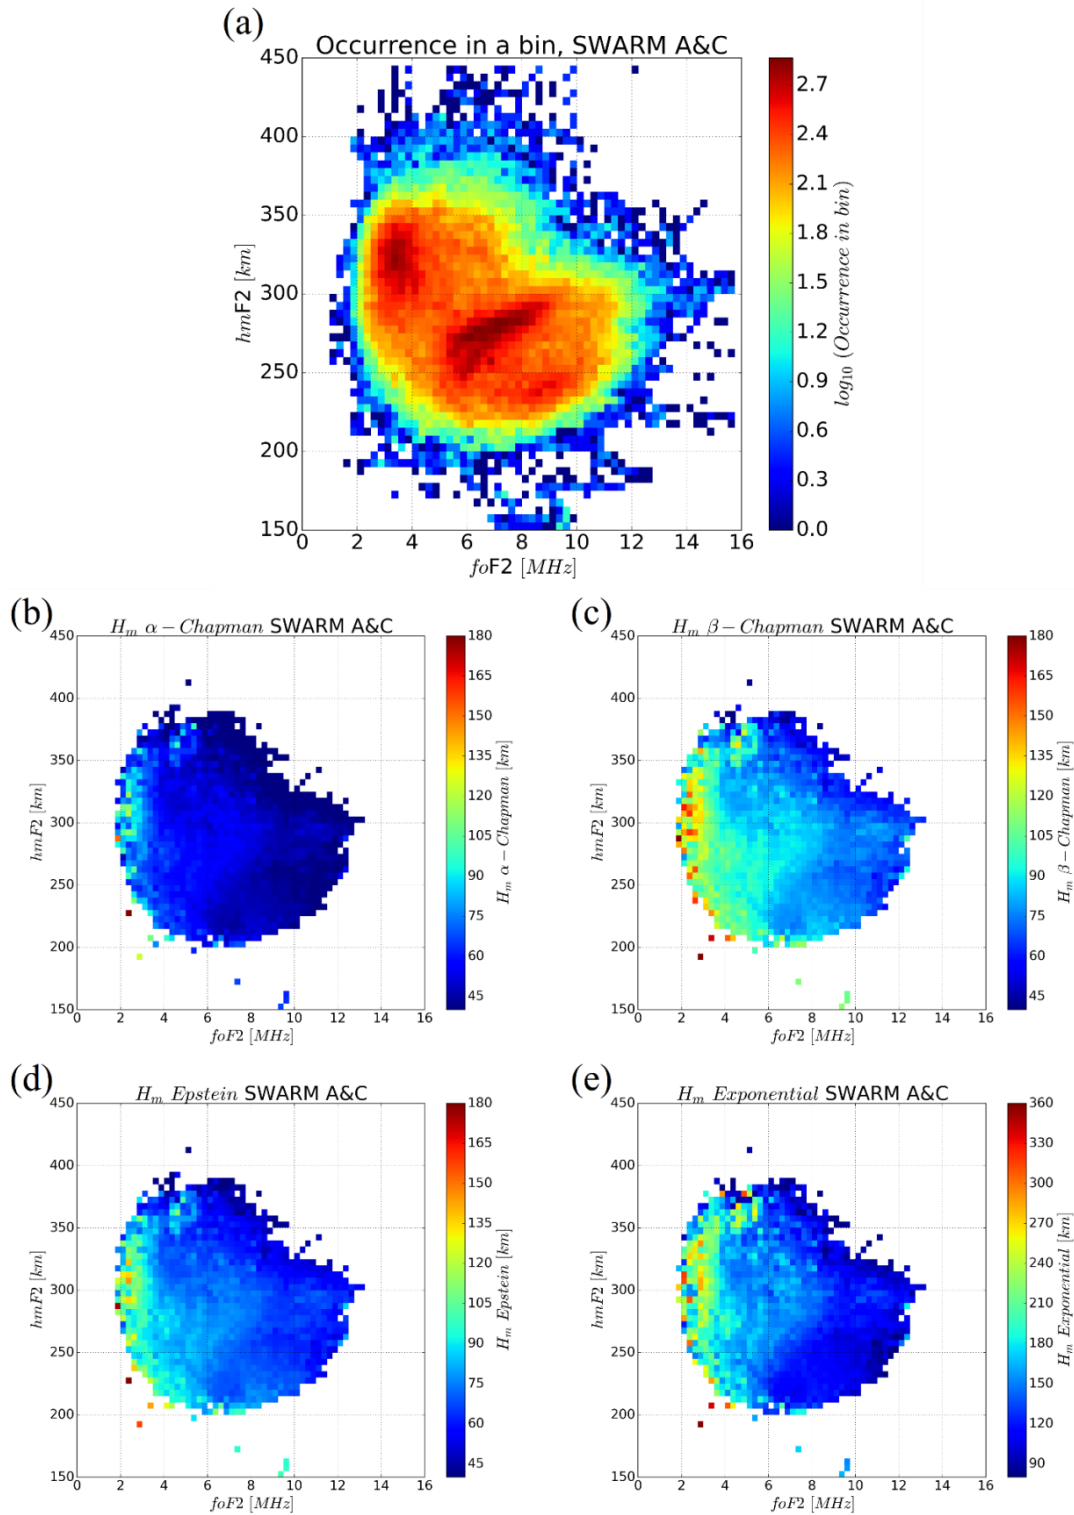 (a)
Occurrence in a bin, SWARM A&C
450
400
350
300
250
200
150
hmF2 [km]
0 2 4 6 8 10 12 14 16
foF2 [MHz]
2.7
2.4
2.1
1.8
1.5
1.2
0.9
0.6
0.3
0.0
log10 (Occurrence in bin)
(b)
Hm α−Chapman SWARM A&C
450
400
350
300
250
200
150
hmF2 [km]
0 2 4 6 8 10 12 14 16
foF2 [MHz]
180
165
150
135
120
105
90
75
60
45
Hm α−Chapman [km]
(c)
Hm β−Chapman SWARM A&C
450
400
350
300
250
200
150
hmF2 [km]
0 2 4 6 8 10 12 14 16
foF2 [MHz]
180
165
150
135
120
105
90
75
60
45
Hm β−Chapman [km]
(d)
Hm Epstein SWARM A&C
450
400
350
300
250
200
150
hmF2 [km]
0 2 4 6 8 10 12 14 16
foF2 [MHz]
180
165
150
135
120
105
90
75
60
45
Hm Epstein [km]
(e)
Hm Exponential SWARM A&C
450
400
350
300
250
200
150
hmF2 [km]
0 2 4 6 8 10 12 14 16
foF2 [MHz]
360
330
300
270
240
210
180
150
120
90
Hm Exponential [km]